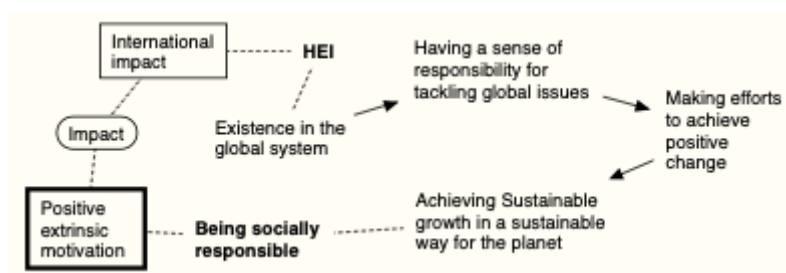 International
impact
HEI
Having a sense of
responsibility for
tackling global issues
Making efforts
to achieve
positive
change
Impact
Existence in the
global system
Positive
extrinsic
motivation
Being socially
responsible
Achieving Sustainable
growth in a sustainable
way for the planet